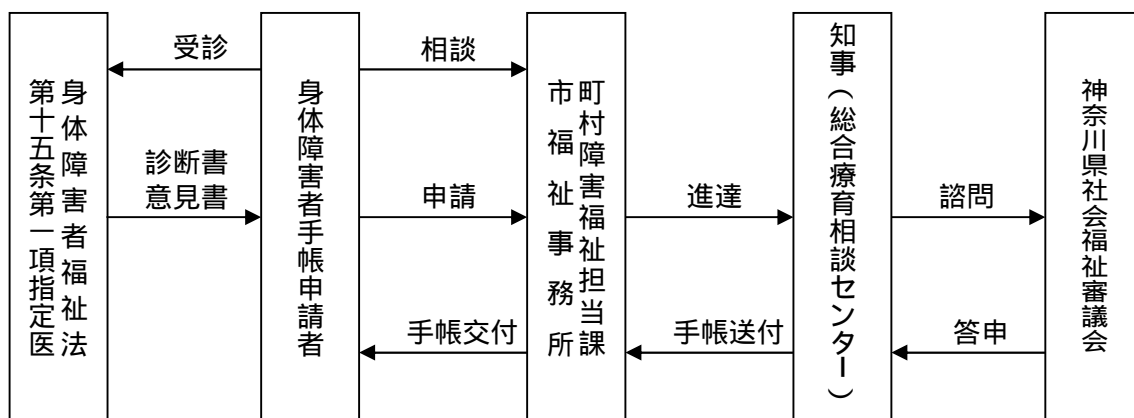 身体障害者福祉法
第十五条第一項指定医
受診
診断書
意見書
身体障害者手帳申請者
相談
申請
手帳交付
町村障害福祉担当課
市福祉事務所
進達
手帳送付
知事(総合療育相談センター)
諮問
答申
神奈川県社会福祉審議会